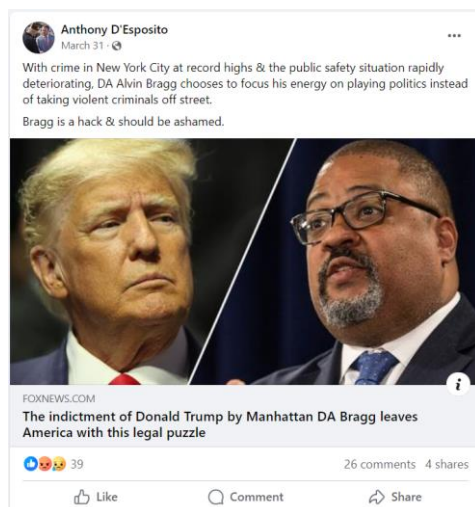 Anthony D'Esposito
March 31 ·
With crime in New York City at record highs & the public safety situation rapidly
deteriorating, DA Alvin Bragg chooses to focus his energy on playing politics instead
of taking violent criminals off street.
Bragg is a hack & should be ashamed.
i
FOXNEWS.COM
The indictment of Donald Trump by Manhattan DA Bragg leaves
America with this legal puzzle
39
26 comments 4 shares
Like
Comment
Share